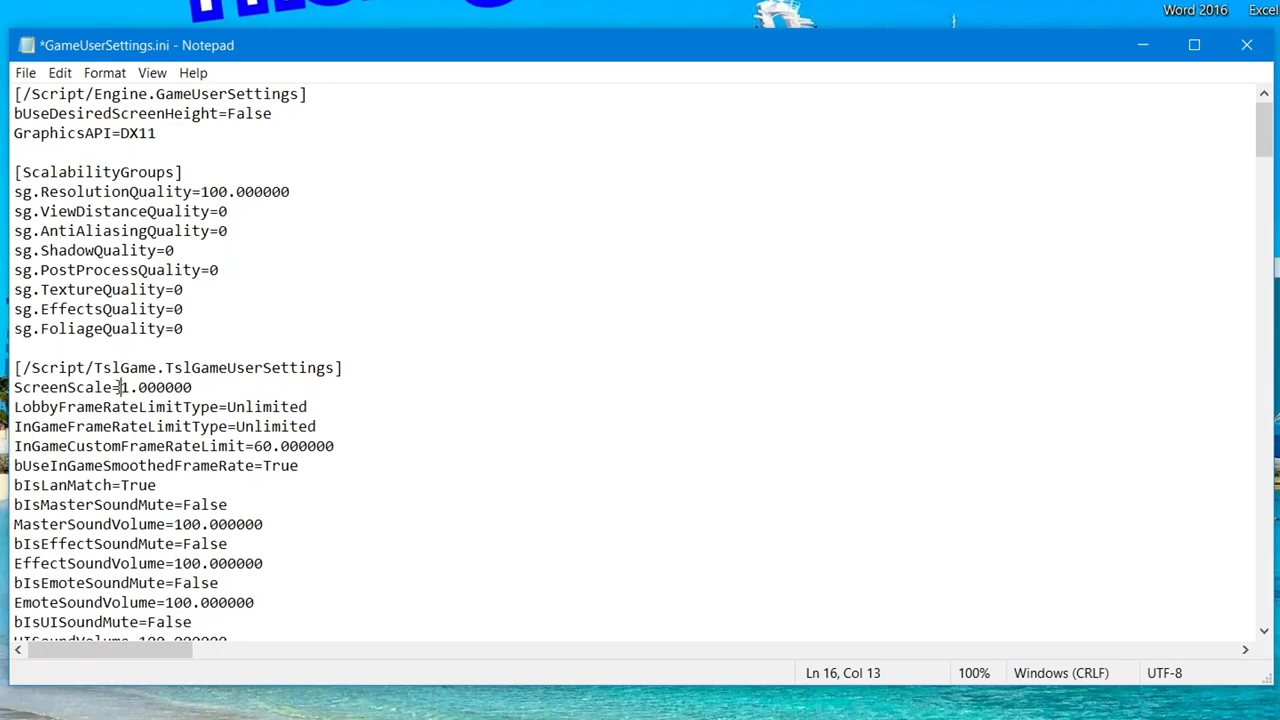 Word 2016
Excel
*GameUserSettings.ini - Notepad
File Edit Format View Help
[/Script/Engine.GameUserSettings]
bUseDesiredScreenHeight=False
GraphicsAPI=DX11
[ScalabilityGroups]
sg.ResolutionQuality=100.000000
sg.ViewDistanceQuality=0
sg.AntiAliasingQuality=0
sg.ShadowQuality=0
sg.PostProcessQuality=0
sg.TextureQuality=0
sg.EffectsQuality=0
sg.FoliageQuality=0
[/Script/TslGame.TslGameUserSettings]
ScreenScale=1.000000
LobbyFrameRateLimitType=Unlimited
InGameFrameRateLimitType=Unlimited
InGameCustomFrameRateLimit=60.000000
bUseInGameSmoothedFrameRate=True
bIsLanMatch=True
bIsMasterSoundMute=False
MasterSoundVolume=100.000000
bIsEffectSoundMute=False
EffectSoundVolume=100.000000
bIsEmoteSoundMute=False
EmoteSoundVolume=100.000000
bIsUISoundMute=False
UISoundVolume=100.000000
Ln 16, Col 13 100% Windows (CRLF) UTF-8